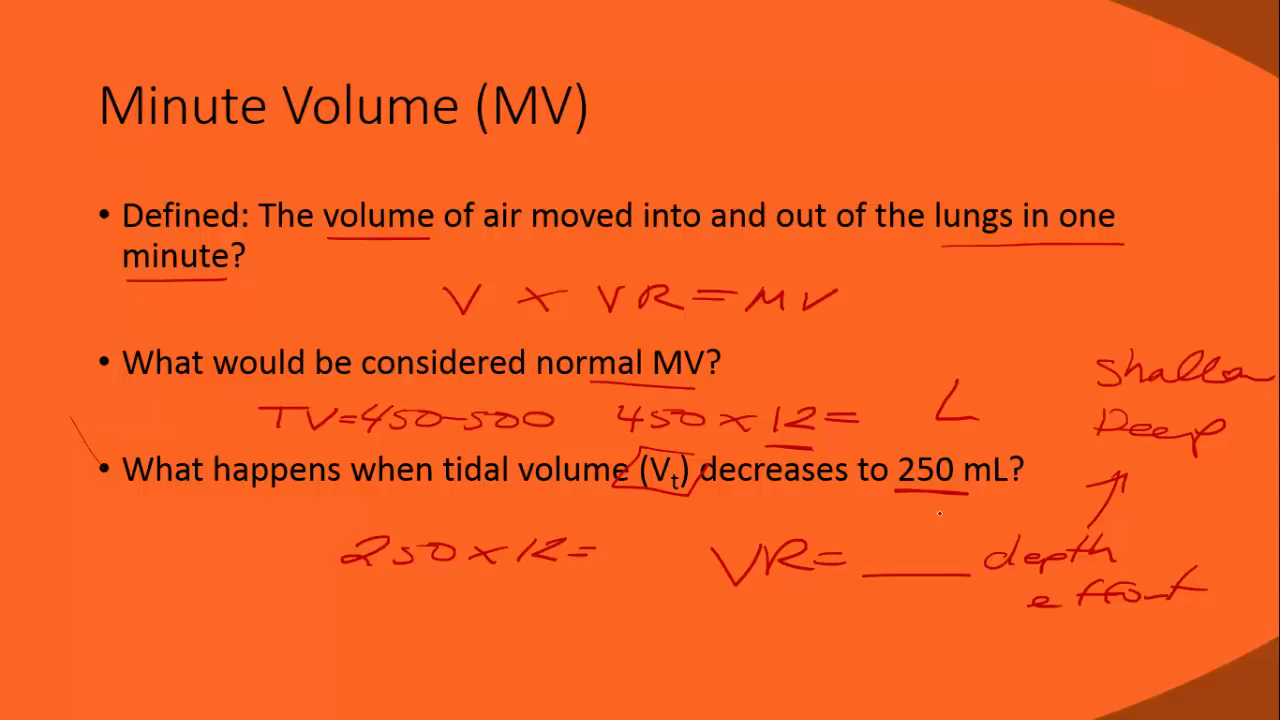 Minute Volume (MV)
• Defined: The volume of air moved into and out of the lungs in one
minute?
V × VR = MV
• What would be considered normal MV?
Shallow
TV=450-500 450 × 12 = L
Deep
• What happens when tidal volume (Vt) decreases to 250 mL?
250 × 12 =
VR = ____ depth
effort